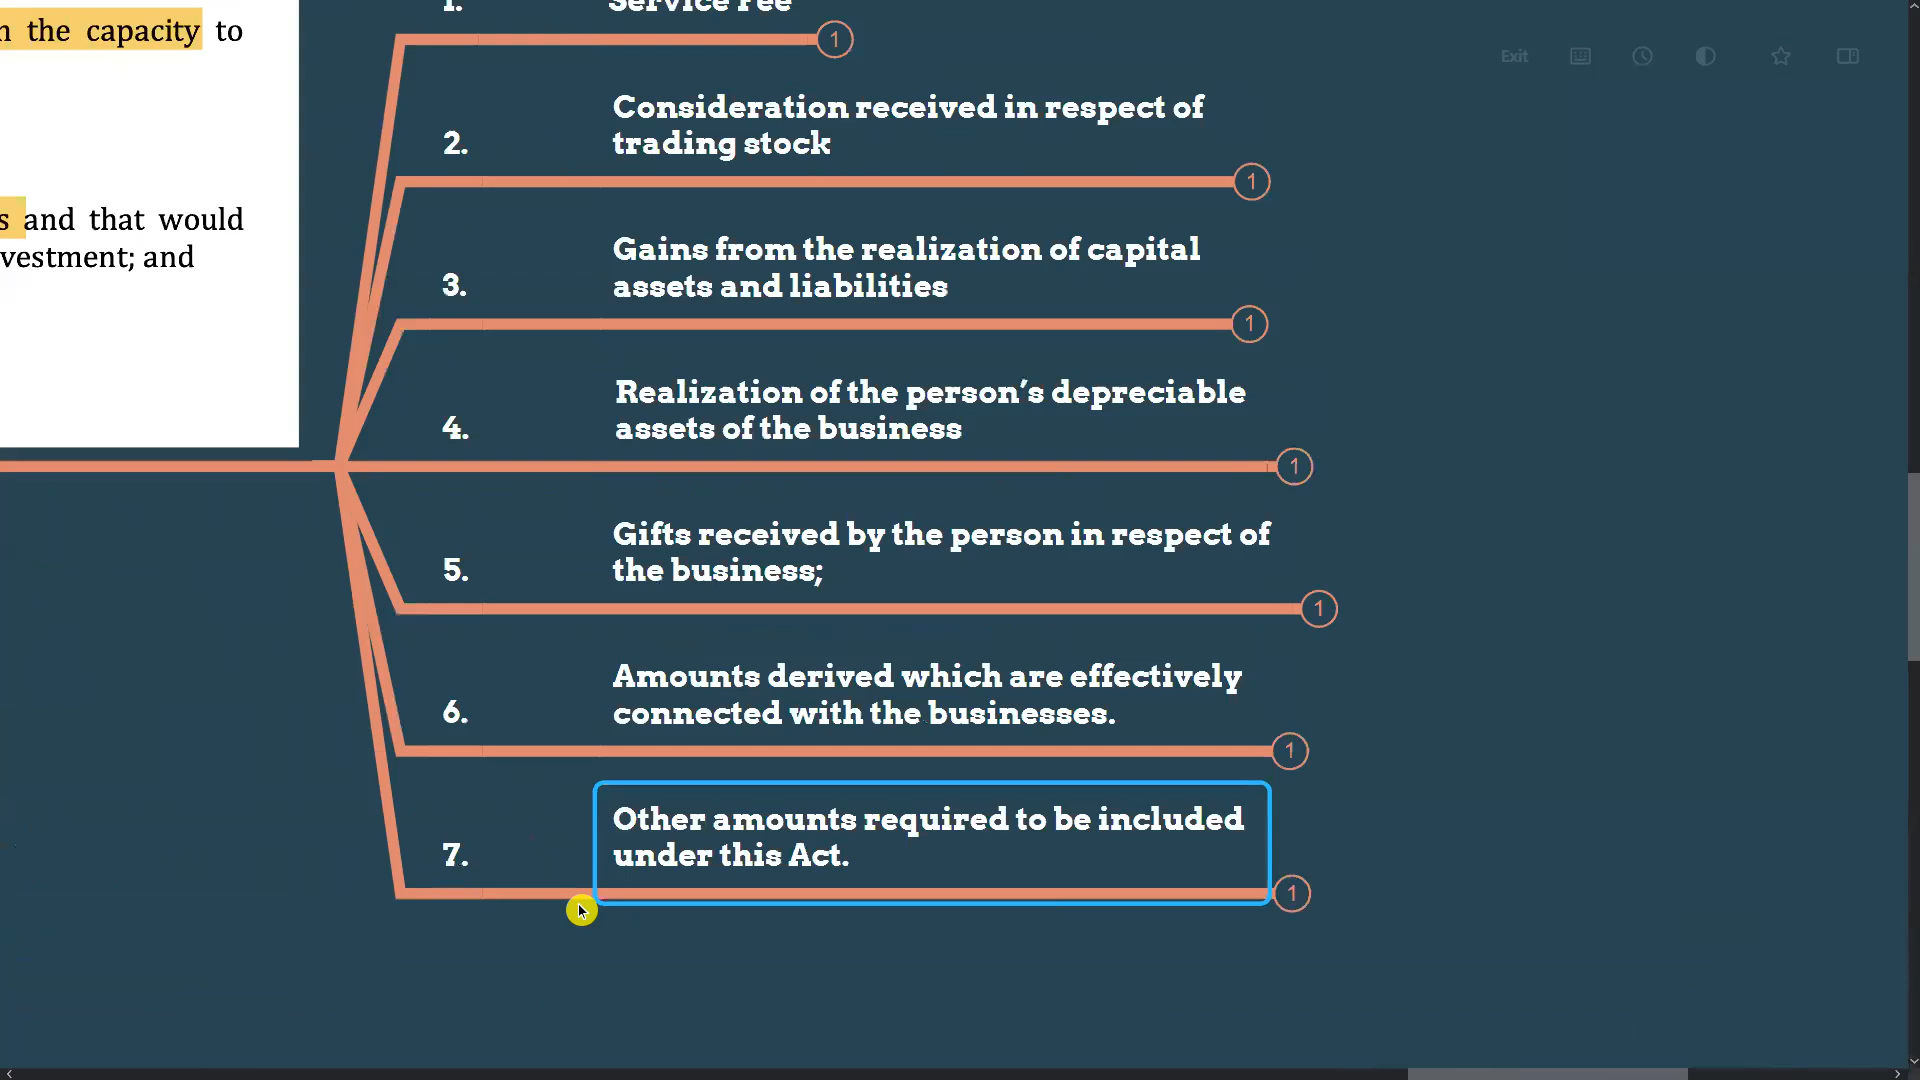 1. Service Fee
1
Consideration received in respect of
2. trading stock
1
Gains from the realization of capital
3. assets and liabilities
1
Realization of the person’s depreciable
4. assets of the business
1
Gifts received by the person in respect of
5. the business;
1
Amounts derived which are effectively
6. connected with the businesses.
1
Other amounts required to be included
7. under this Act.
1
the capacity to
and that would
vestment; and
Exit